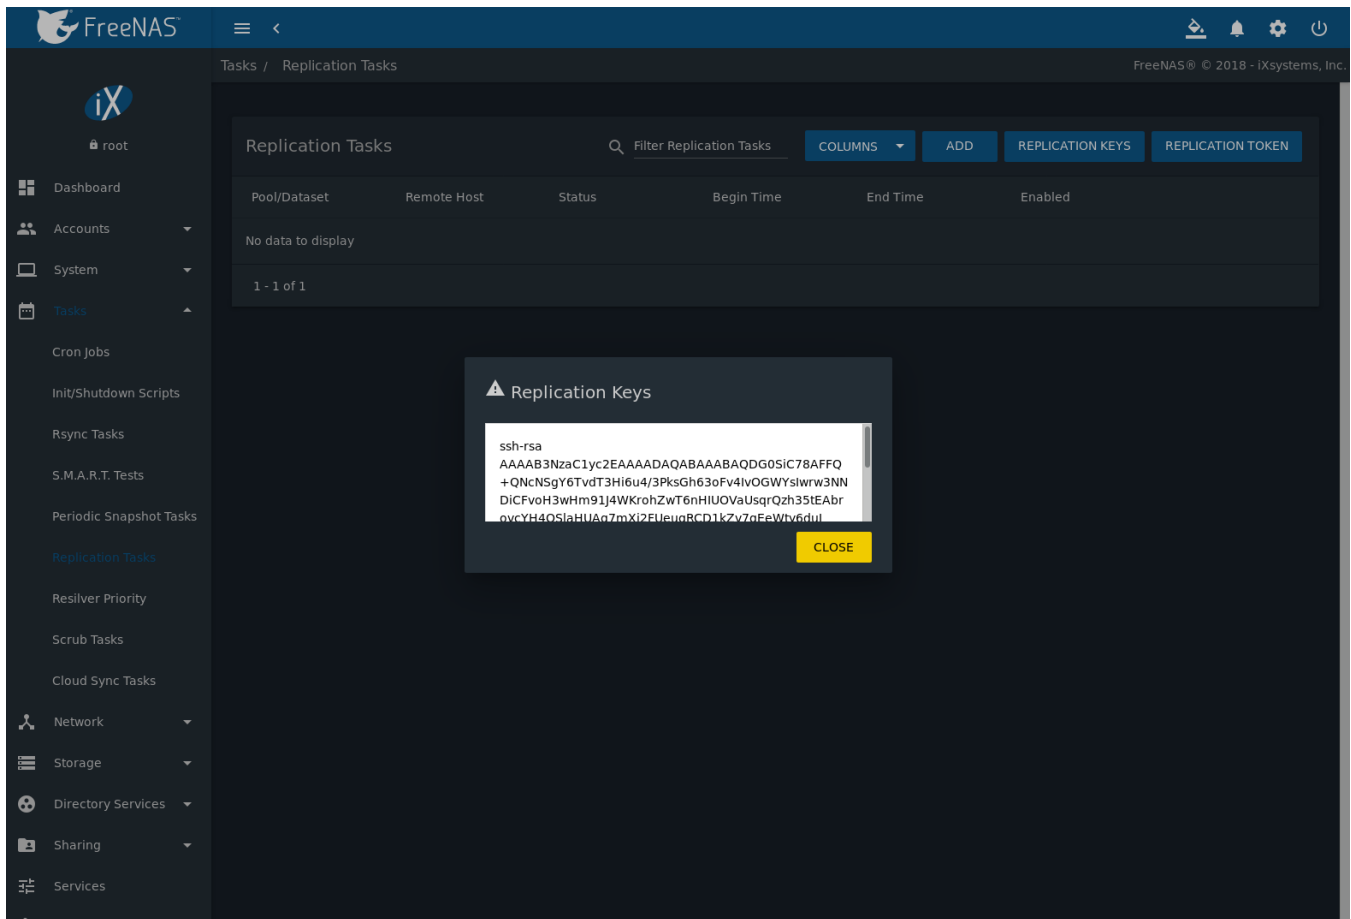 FreeNAS
Tasks / Replication Tasks
FreeNAS® © 2018 - iXsystems, Inc.
iX
root
Dashboard
Accounts
System
Tasks
Cron Jobs
Init/Shutdown Scripts
Rsync Tasks
S.M.A.R.T. Tests
Periodic Snapshot Tasks
Replication Tasks
Resilver Priority
Scrub Tasks
Cloud Sync Tasks
Network
Storage
Directory Services
Sharing
Services
Replication Tasks
Filter Replication Tasks
COLUMNS
ADD
REPLICATION KEYS
REPLICATION TOKEN
Pool/Dataset Remote Host Status Begin Time End Time Enabled
No data to display
1 - 1 of 1
Replication Keys
ssh-rsa
AAAAB3NzaC1yc2EAAAADAQABAAABAQDG0SiC78AFFQ
+QNcNSgY6TvdT3Hi6u4/3PksGh63oFv4IvOGWYsIwrw3NN
DiCFvoH3wHm91J4WKrohZwT6nHIUOVaUsqrQzh35tEAbr
CLOSE